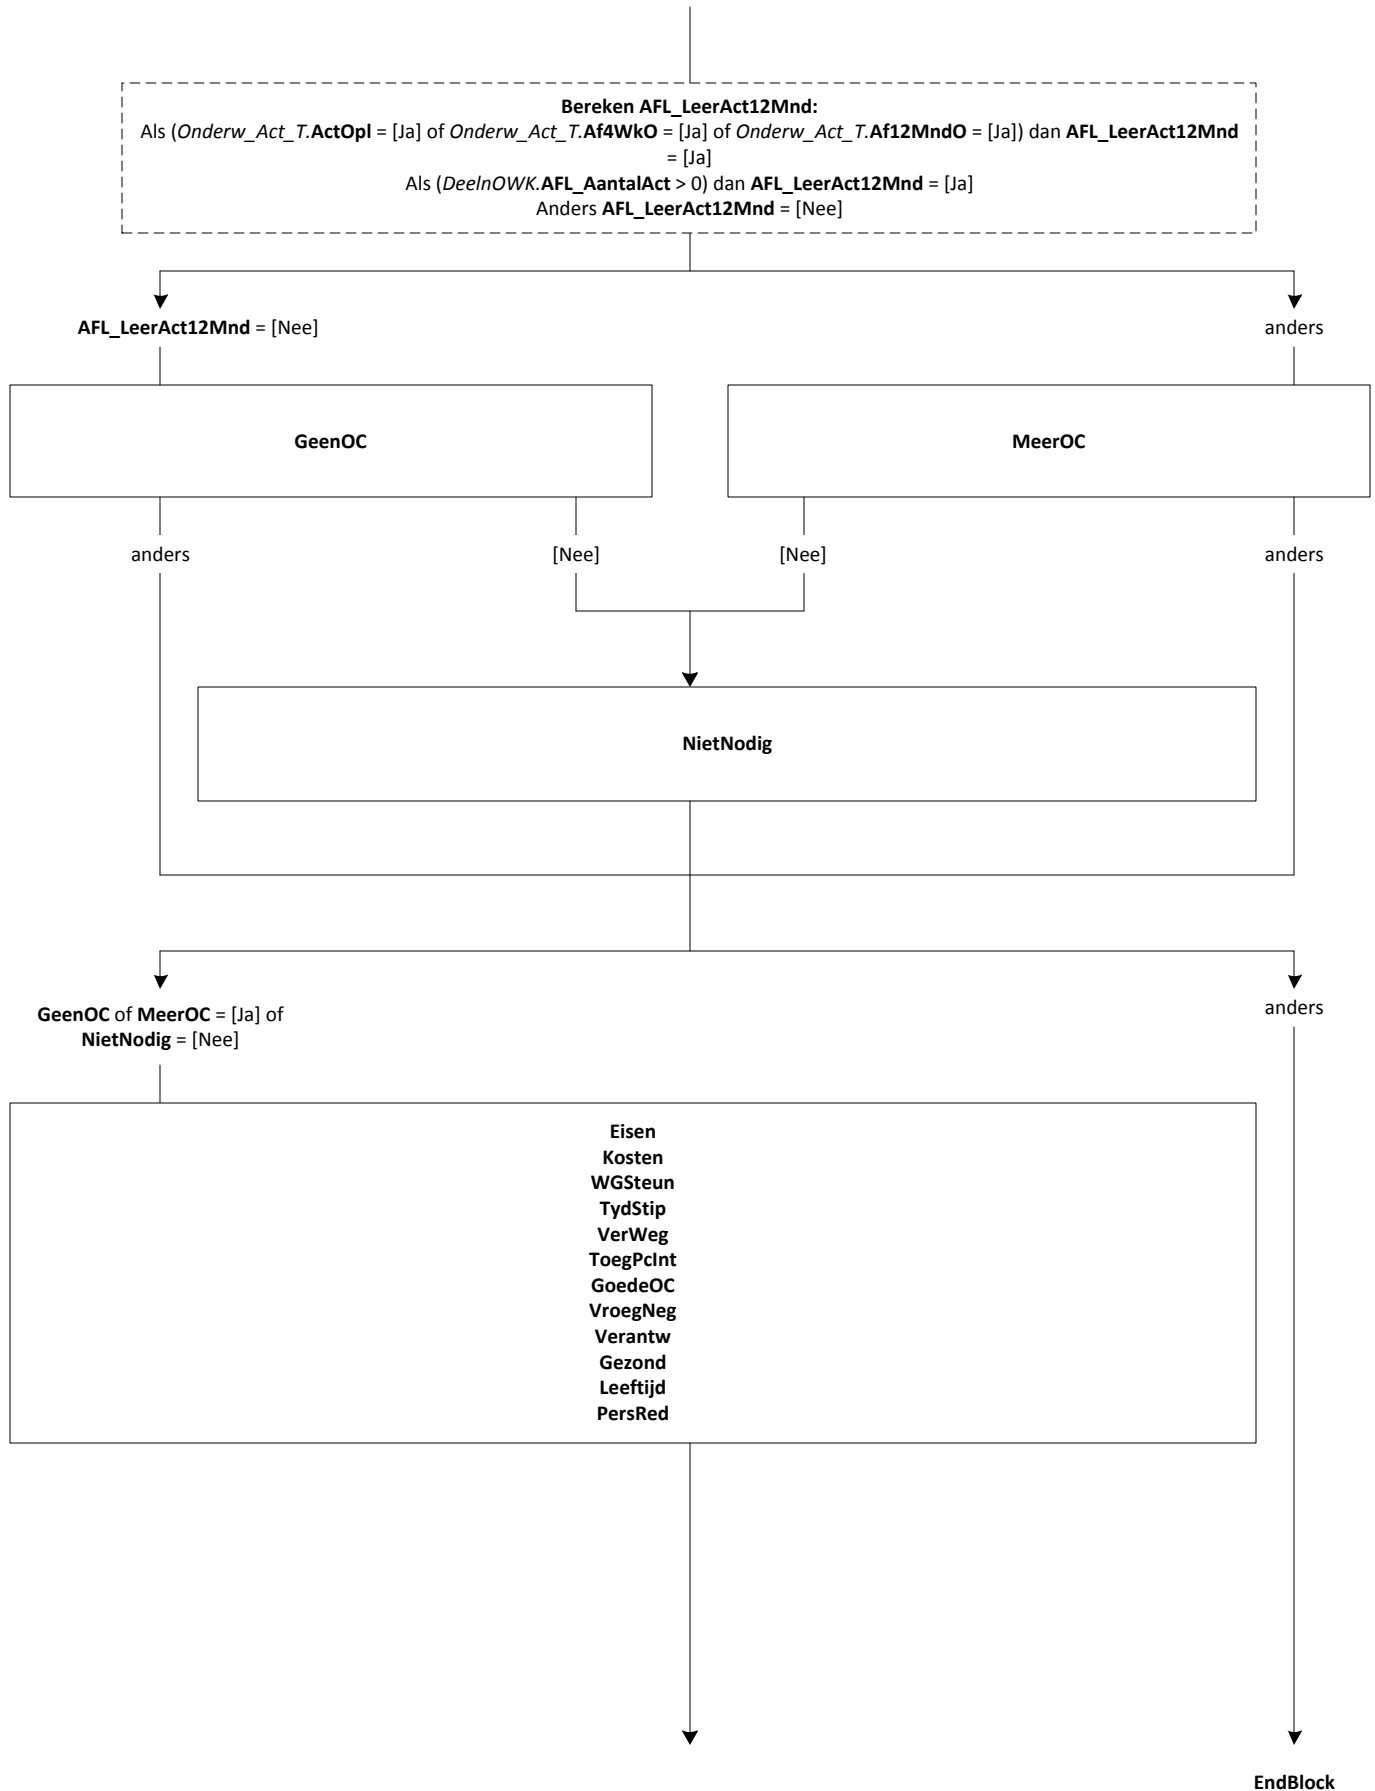 Bereken AFL_LeerAct12Mnd:
Als (Onderw_Act_T.ActOpl = [Ja] of Onderw_Act_T.Af4WkO = [Ja] of Onderw_Act_T.Af12MndO = [Ja]) dan AFL_LeerAct12Mnd
= [Ja]
Als (DeelnOWK.AFL_AantalAct > 0) dan AFL_LeerAct12Mnd = [Ja]
Anders AFL_LeerAct12Mnd = [Nee]
AFL_LeerAct12Mnd = [Nee]
anders
GeenOC
MeerOC
anders
[Nee]
[Nee]
anders
NietNodig
GeenOC of MeerOC = [Ja] of
NietNodig = [Nee]
anders
Eisen
Kosten
WGSteun
TydStip
VerWeg
ToegPcInt
GoedeOC
VroegNeg
Verantw
Gezond
Leeftijd
PersRed
EndBlock